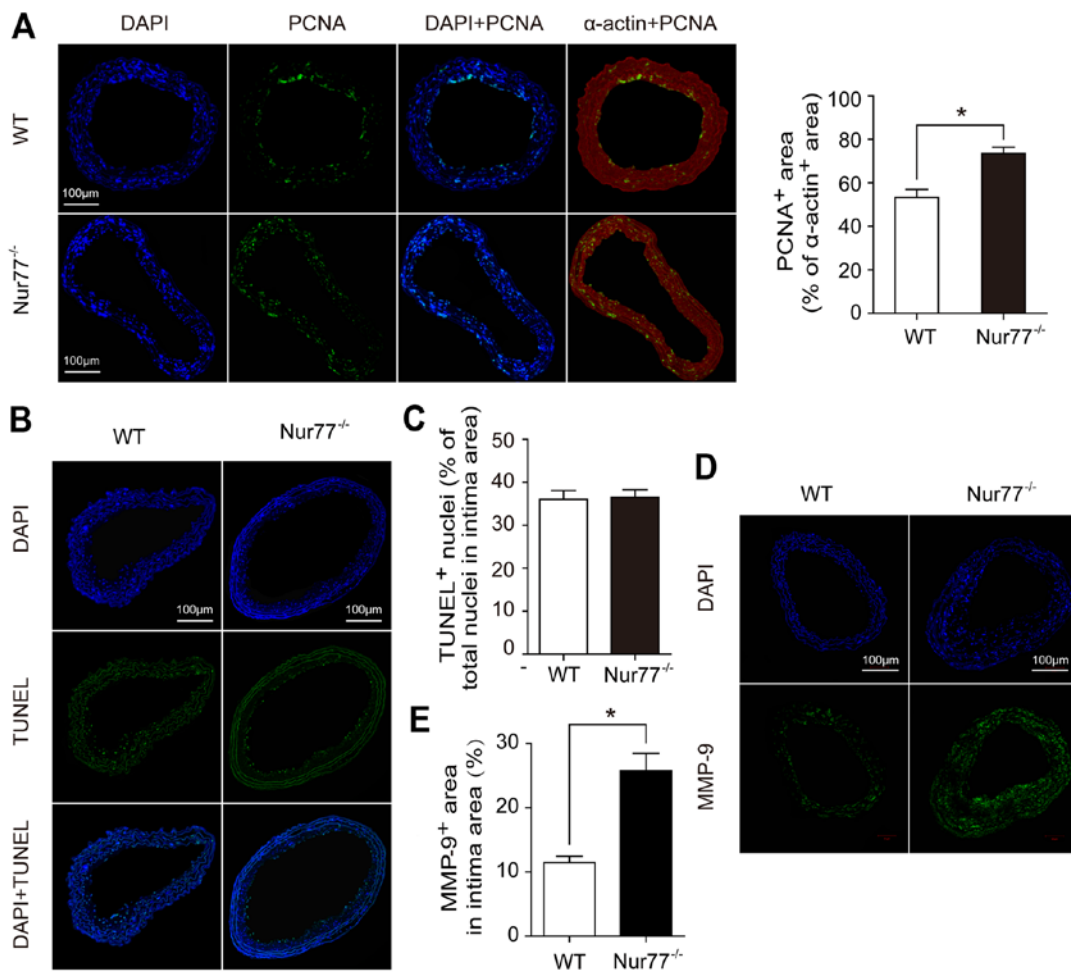 A
DAPI
PCNA
DAPI+PCNA
α-actin+PCNA
WT
100µm
Nur77-/-
100µm
PCNA+ area
(% of α-actin+ area)
100
80
60
40
20
0
*
WT
Nur77-/-
B
WT
Nur77-/-
DAPI
100µm
100µm
TUNEL
DAPI+TUNEL
C
TUNEL+ nuclei (% of
total nuclei in intima area)
50
40
30
20
10
0
-
WT
Nur77-/-
D
WT
Nur77-/-
DAPI
100µm
100µm
MMP-9
E
MMP-9+ area
in intima area (%)
30
20
10
0
*
WT
Nur77-/-